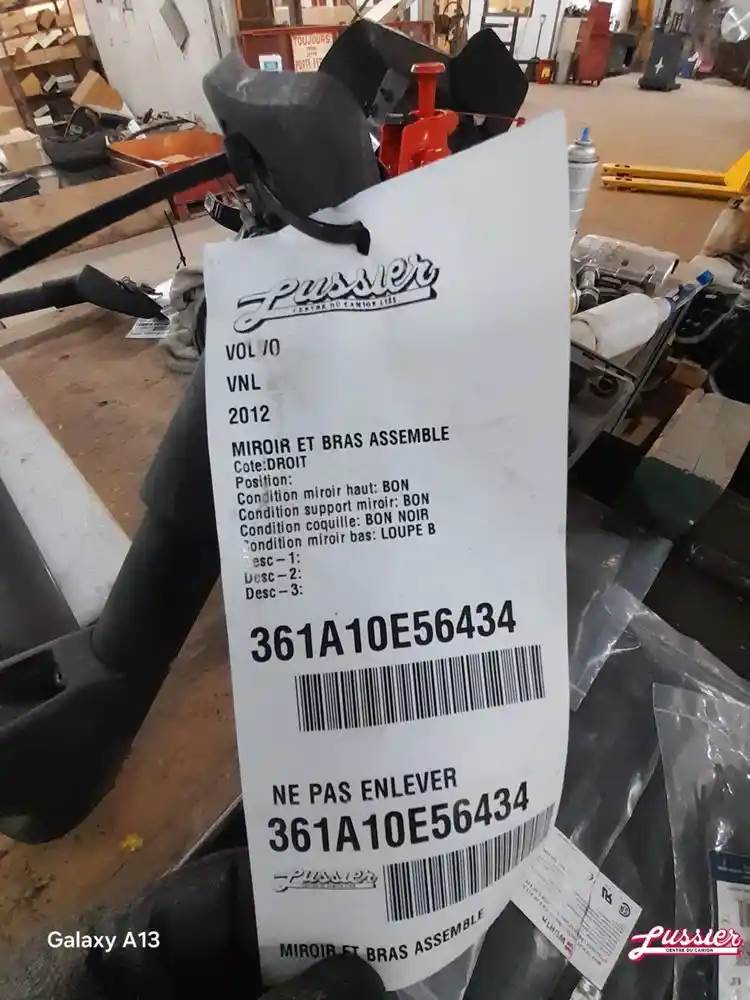 TOUJOURS
Lussier
CENTRE DU CAMION LTEE
VOLVO
VNL
2012
MIROIR ET BRAS ASSEMBLE
Cote:DROIT
Position:
Condition miroir haut: BON
Condition support miroir: BON
Condition coquille: BON NOIR
Condition miroir bas: LOUPE B
Desc-1:
Desc-2:
Desc-3:
361A10E56434
NE PAS ENLEVER
361A10E56434
Lussier
MIROIR ET BRAS ASSEMBLE
Galaxy A13
Lussier
CENTRE DU CAMION